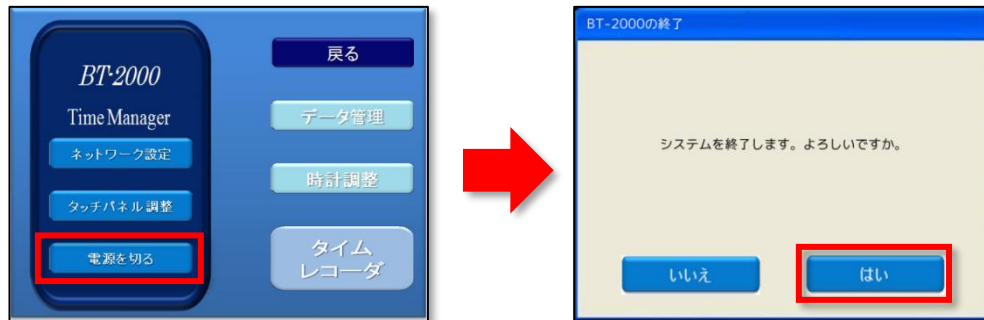 BT-2000
Time Manager
ネットワーク設定
タッチパネル調整
電源を切る
戻る
データ管理
時計調整
タイム
レコーダ
BT-2000の終了
システムを終了します。よろしいですか。
いいえ
はい